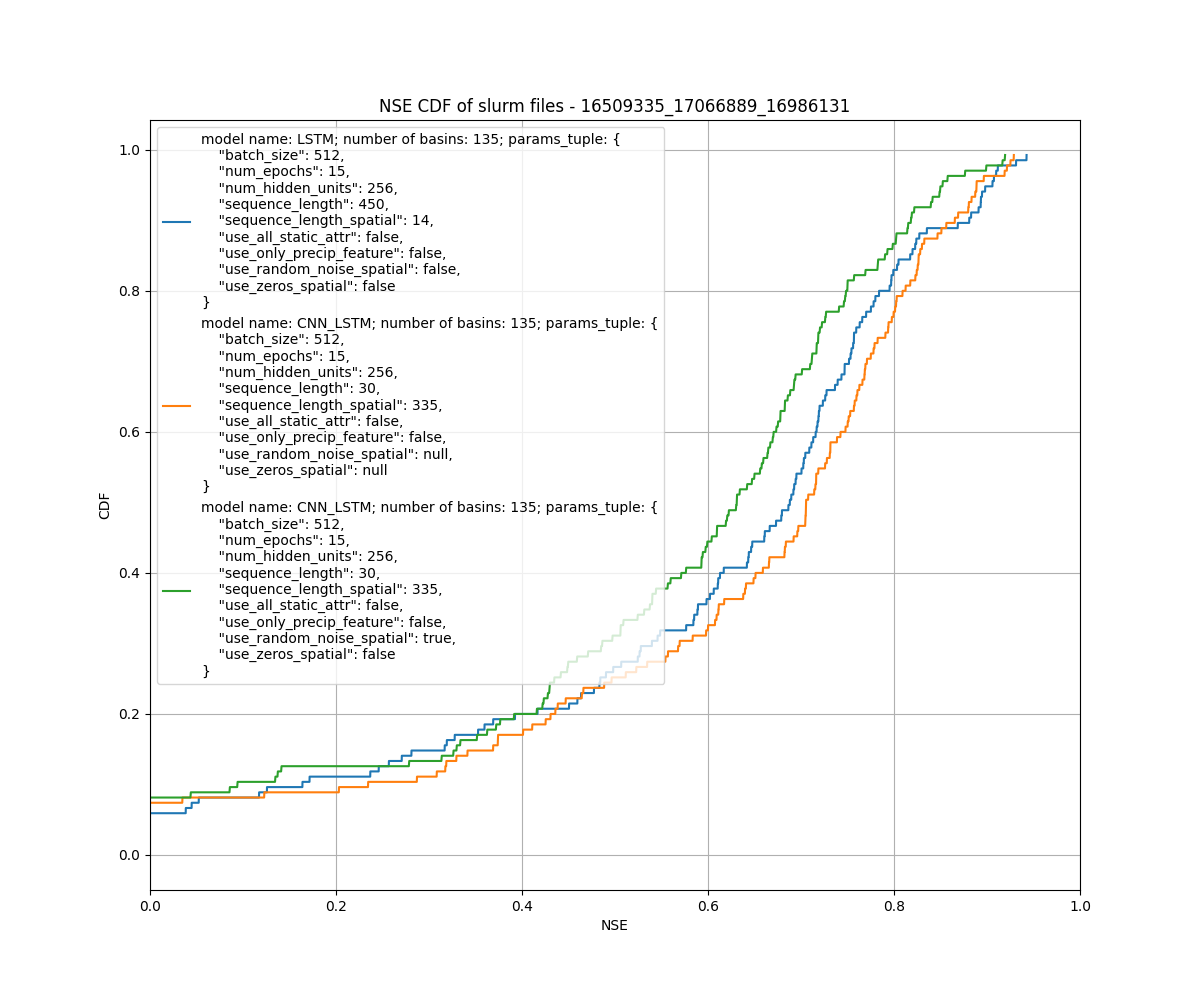 NSE CDF of slurm files - 16509335_17066889_16986131
model name: LSTM; number of basins: 135; params_tuple: {
"batch_size": 512,
"num_epochs": 15,
"num_hidden_units": 256,
"sequence_length": 450,
"sequence_length_spatial": 14,
"use_all_static_attr": false,
"use_only_precip_feature": false,
"use_random_noise_spatial": false,
"use_zeros_spatial": false
}
model name: CNN_LSTM; number of basins: 135; params_tuple: {
"batch_size": 512,
"num_epochs": 15,
"num_hidden_units": 256,
"sequence_length": 30,
"sequence_length_spatial": 335,
"use_all_static_attr": false,
"use_only_precip_feature": false,
"use_random_noise_spatial": null,
"use_zeros_spatial": null
}
model name: CNN_LSTM; number of basins: 135; params_tuple: {
"batch_size": 512,
"num_epochs": 15,
"num_hidden_units": 256,
"sequence_length": 30,
"sequence_length_spatial": 335,
"use_all_static_attr": false,
"use_only_precip_feature": false,
"use_random_noise_spatial": true,
"use_zeros_spatial": false
}
1.0
0.8
0.6
0.4
0.2
0.0
CDF
0.0 0.2 0.4 0.6 0.8 1.0
NSE